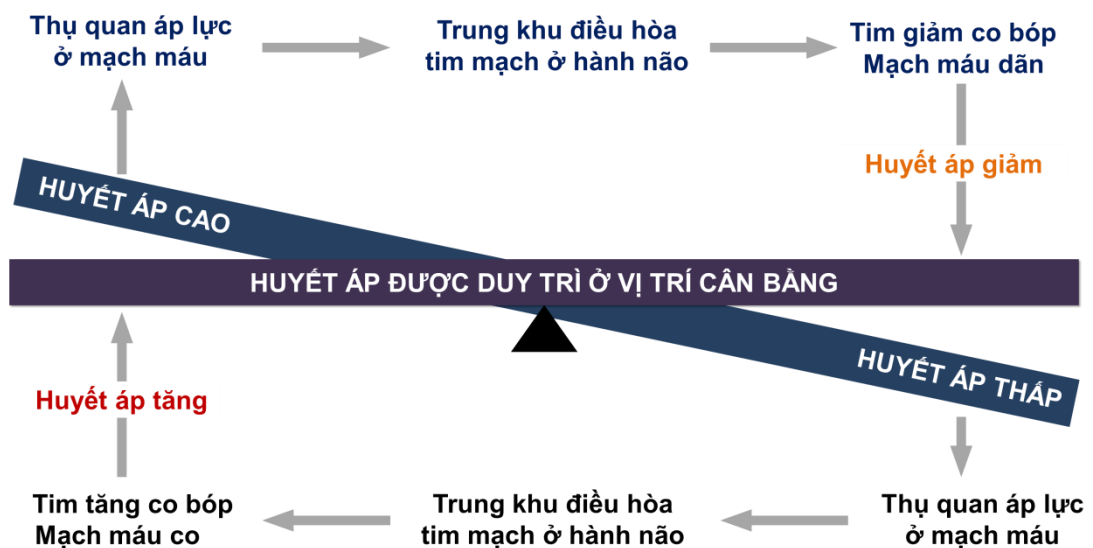 Thụ quan áp lực
ở mạch máu
Trung khu điều hòa
tim mạch ở hành não
Tim giảm co bóp
Mạch máu dãn
Huyết áp giảm
HUYẾT ÁP CAO
HUYẾT ÁP ĐƯỢC DUY TRÌ Ở VỊ TRÍ CÂN BẰNG
HUYẾT ÁP THẤP
Huyết áp tăng
Tim tăng co bóp
Mạch máu co
Trung khu điều hòa
tim mạch ở hành não
Thụ quan áp lực
ở mạch máu